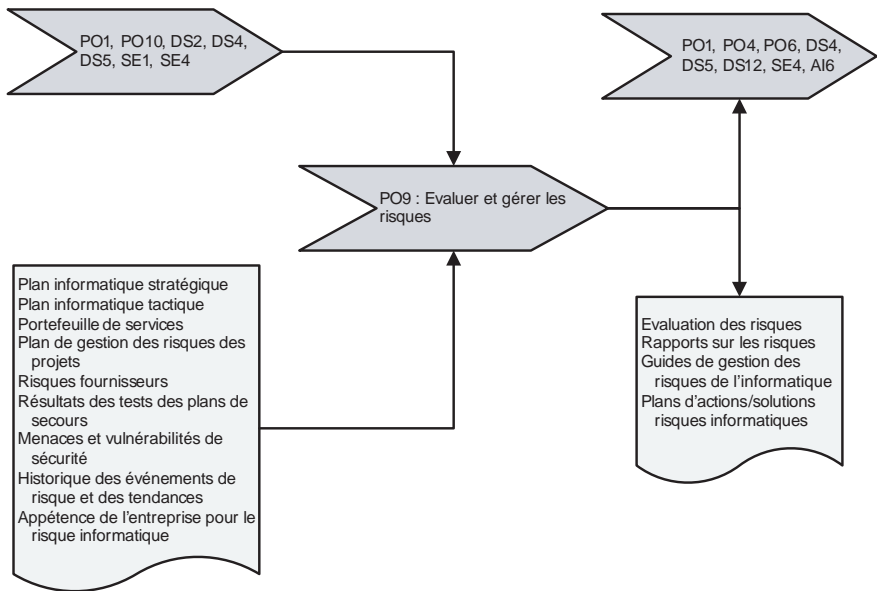 PO1, PO10, DS2, DS4,
DS5, SE1, SE4
PO1, PO4, PO6, DS4,
DS5, DS12, SE4, AI6
PO9 : Evaluer et gérer les
risques
Plan informatique stratégique
Plan informatique tactique
Portefeuille de services
Plan de gestion des risques des
projets
Risques fournisseurs
Résultats des tests des plans de
secours
Menaces et vulnérabilités de
sécurité
Historique des événements de
risque et des tendances
Appétence de l’entreprise pour le
risque informatique
Evaluation des risques
Rapports sur les risques
Guides de gestion des
risques de l’informatique
Plans d’actions/solutions
risques informatiques